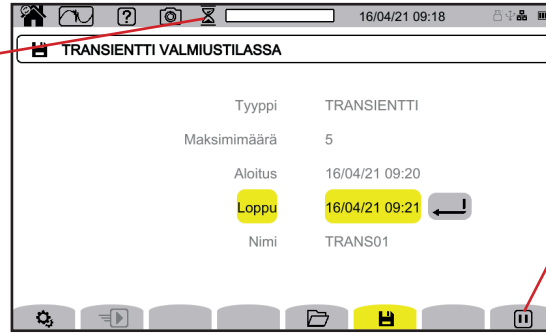 16/04/21 09:18
TRANSIENTTI VALMIUSTILASSA
Tyyppi TRANSIENTTI
Maksimimäärä 5
Aloitus 16/04/21 09:20
Loppu 16/04/21 09:21
Nimi TRANS01